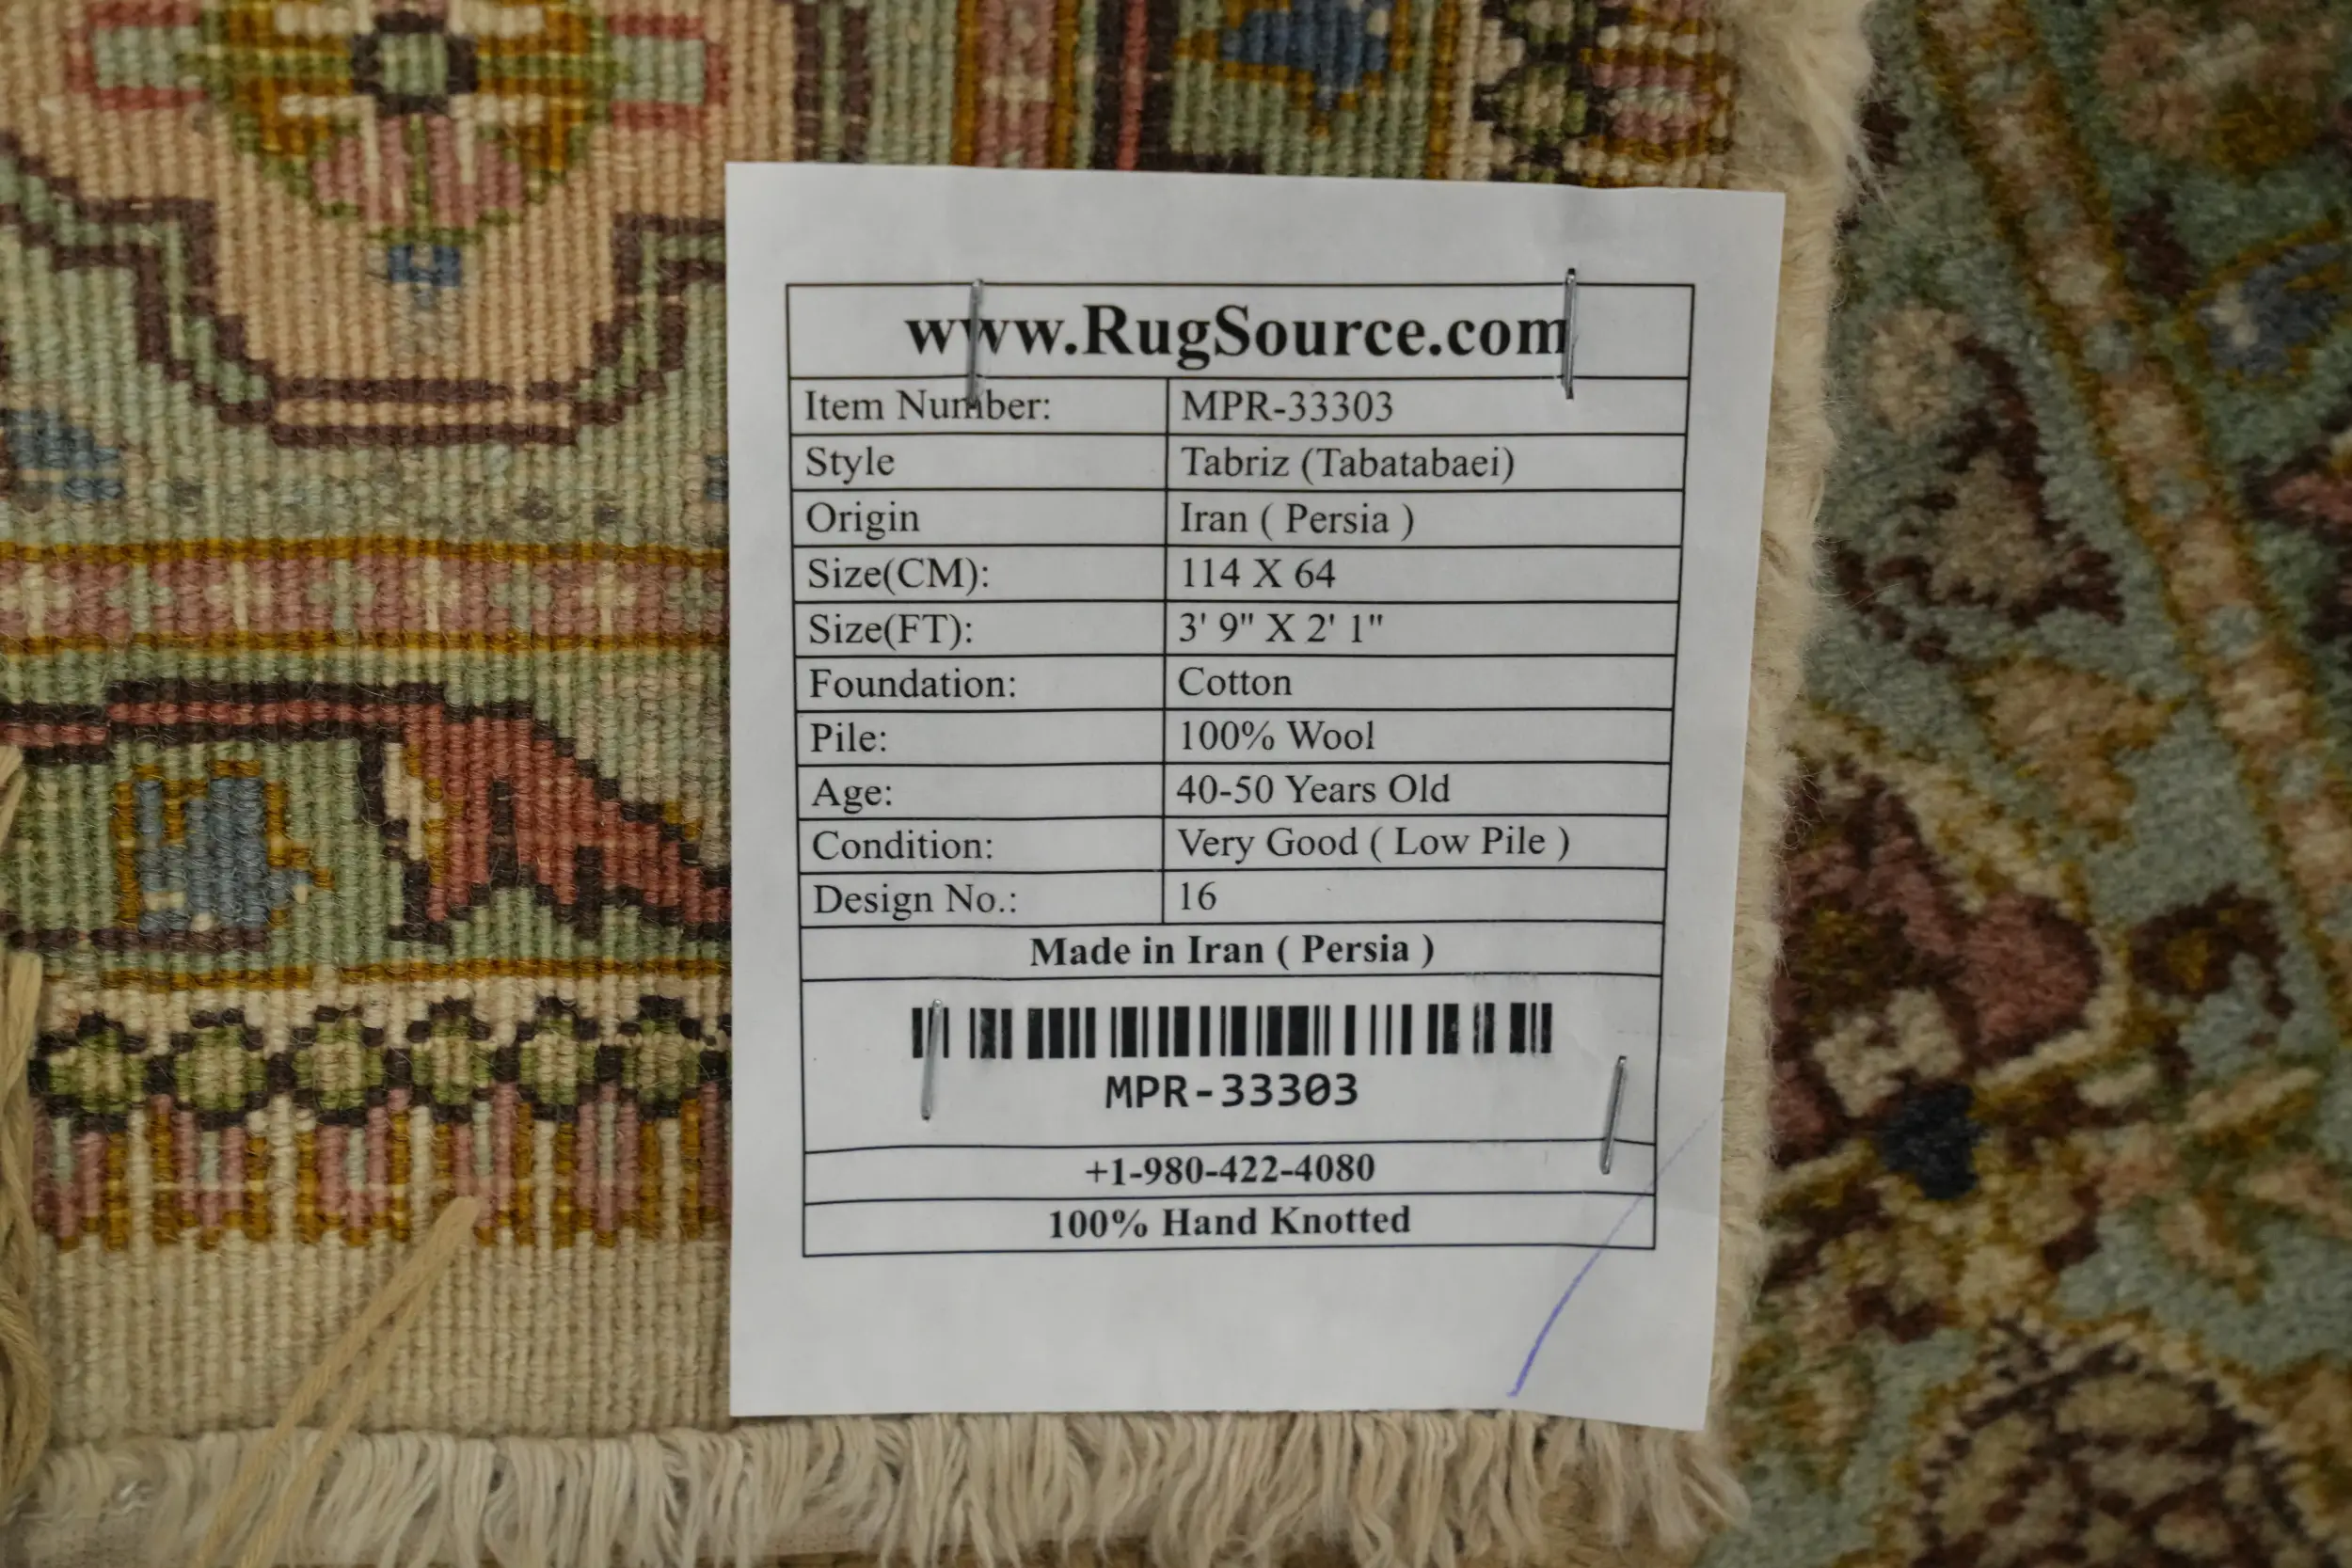 www.RugSource.com
Item Number: MPR-33303
Style Tabriz (Tabatabaei)
Origin Iran ( Persia )
Size(CM): 114 X 64
Size(FT): 3' 9" X 2' 1"
Foundation: Cotton
Pile: 100% Wool
Age: 40-50 Years Old
Condition: Very Good ( Low Pile )
Design No.: 16
Made in Iran ( Persia )
MPR-33303
+1-980-422-4080
100% Hand Knotted